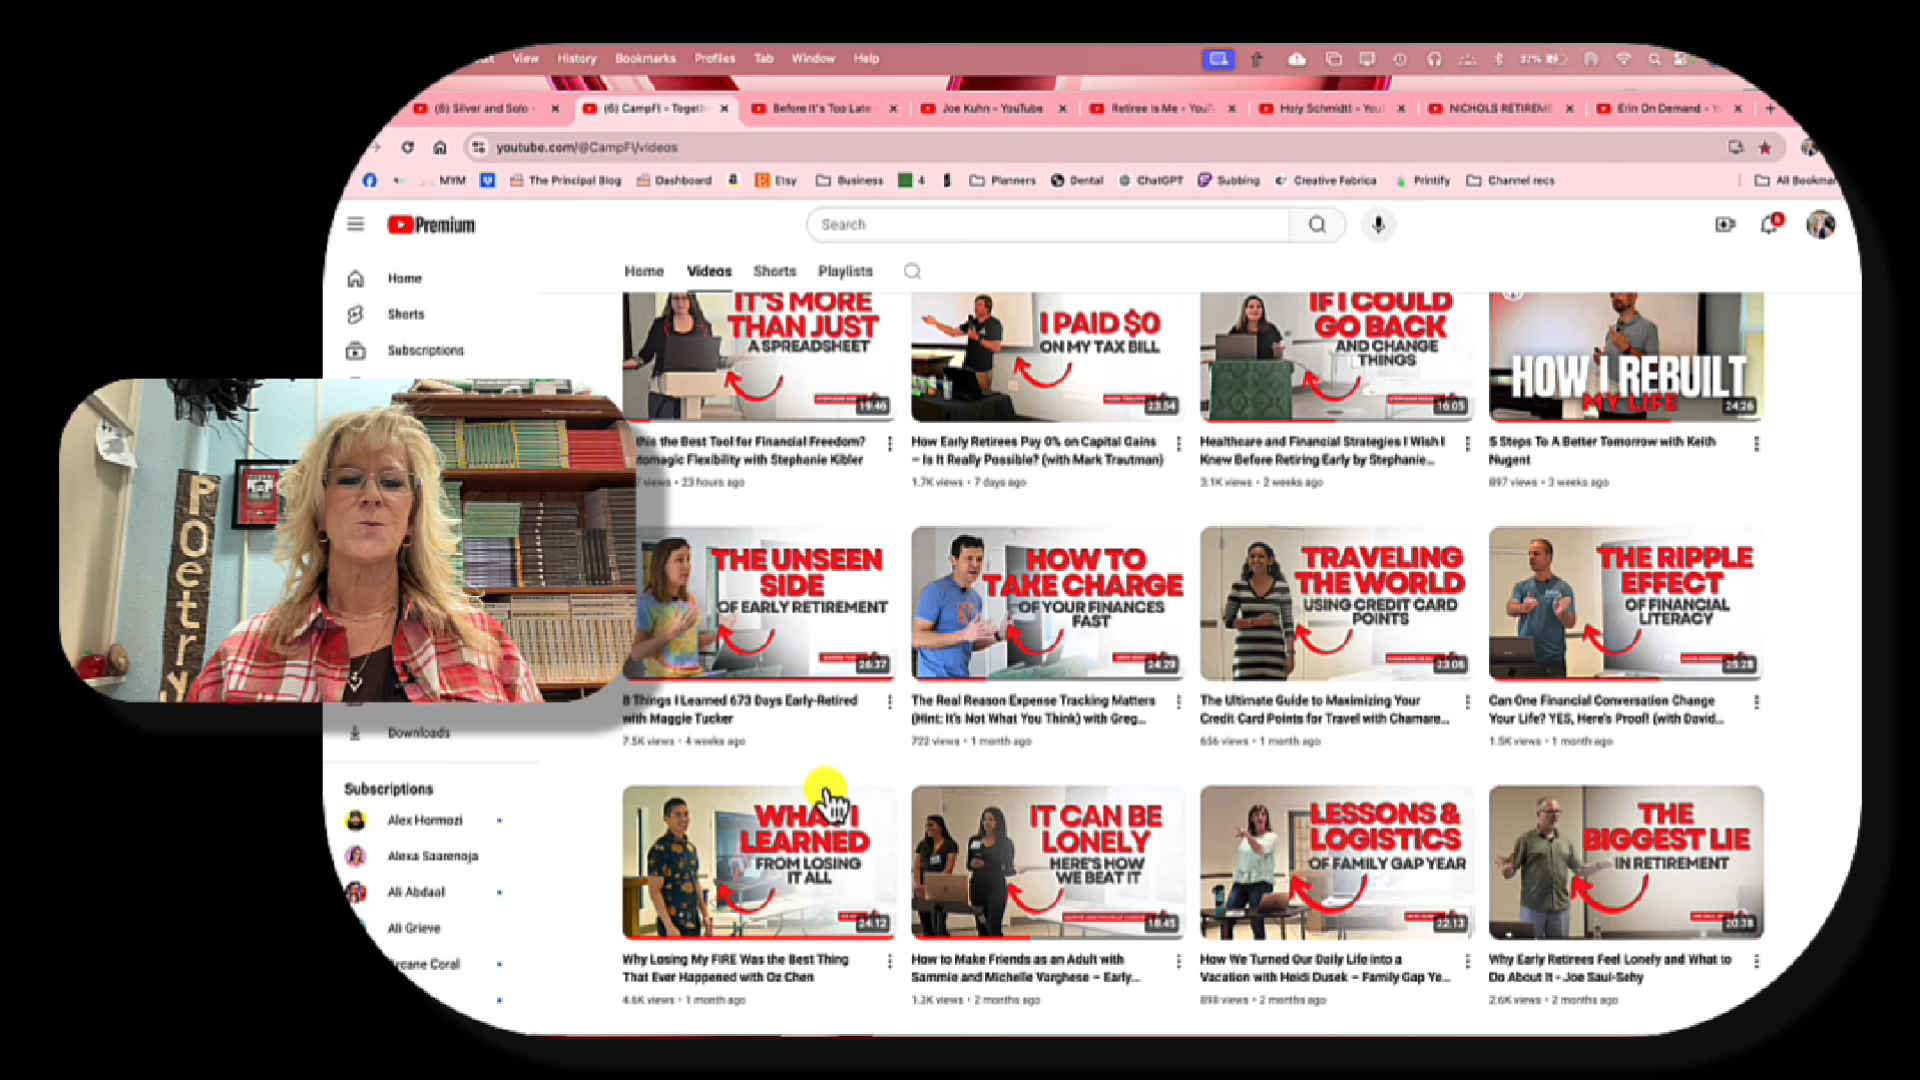 View History Bookmarks Profiles Tab Window Help
37%
(6) Silver and Solo -
(6) CampFI - Togeth
Before It's Too Late -
Joe Kuhn - YouTube
Retiree Is Me - YouT
Holy Schmidt! - You
NICHOLS RETIREME
Erin On Demand - Y
youtube.com/@CampFI/videos
MYM
The Principal Blog
Dashboard
Etsy
Business
4
Planners
Dental
ChatGPT
Subbing
Creative Fabrica
Printify
Channel recs
All Bookmar
Premium
Search
6
Home Videos Shorts Playlists
Home
Shorts
Subscriptions
Downloads
Subscriptions
Alex Hormozi
Alexa Saarenoja
Ali Abdaal
Ali Grieve
rcane Coral
Poetry
IT'S MORE
THAN JUST
A SPREADSHEET
19:46
this the Best Tool for Financial Freedom?
tomagic Flexibility with Stephanie Kibler
views • 23 hours ago
I PAID $0
ON MY TAX BILL
23:54
How Early Retirees Pay 0% on Capital Gains
– Is It Really Possible? (with Mark Trautman)
1.7K views • 7 days ago
IF I COULD
GO BACK
AND CHANGE
THINGS
16:05
Healthcare and Financial Strategies I Wish I
Knew Before Retiring Early by Stephanie...
3.1K views • 2 weeks ago
HOW I REBUILT
MY LIFE
24:26
5 Steps To A Better Tomorrow with Keith
Nugent
897 views • 3 weeks ago
THE UNSEEN
SIDE
OF EARLY RETIREMENT
26:37
8 Things I Learned 673 Days Early-Retired
with Maggie Tucker
7.5K views • 4 weeks ago
HOW TO
TAKE CHARGE
OF YOUR FINANCES
FAST
24:29
The Real Reason Expense Tracking Matters
(Hint: It's Not What You Think) with Greg...
722 views • 1 month ago
TRAVELING
THE WORLD
USING CREDIT CARD
POINTS
23:06
The Ultimate Guide to Maximizing Your
Credit Card Points for Travel with Chamare...
656 views • 1 month ago
THE RIPPLE
EFFECT
OF FINANCIAL
LITERACY
25:28
Can One Financial Conversation Change
Your Life? YES, Here's Proof! (with David...
1.5K views • 1 month ago
WHAT I
LEARNED
FROM LOSING
IT ALL
24:12
Why Losing My FIRE Was the Best Thing
That Ever Happened with Oz Chen
4.6K views • 1 month ago
IT CAN BE
LONELY
HERE'S HOW
WE BEAT IT
18:45
How to Make Friends as an Adult with
Sammie and Michelle Varghese – Early...
1.3K views • 2 months ago
LESSONS &
LOGISTICS
OF FAMILY GAP YEAR
22:13
How We Turned Our Daily Life into a
Vacation with Heidi Dusek – Family Gap Ye...
898 views • 2 months ago
THE
BIGGEST LIE
IN RETIREMENT
20:38
Why Early Retirees Feel Lonely and What to
Do About It - Joe Saul-Sehy
2.6K views • 2 months ago